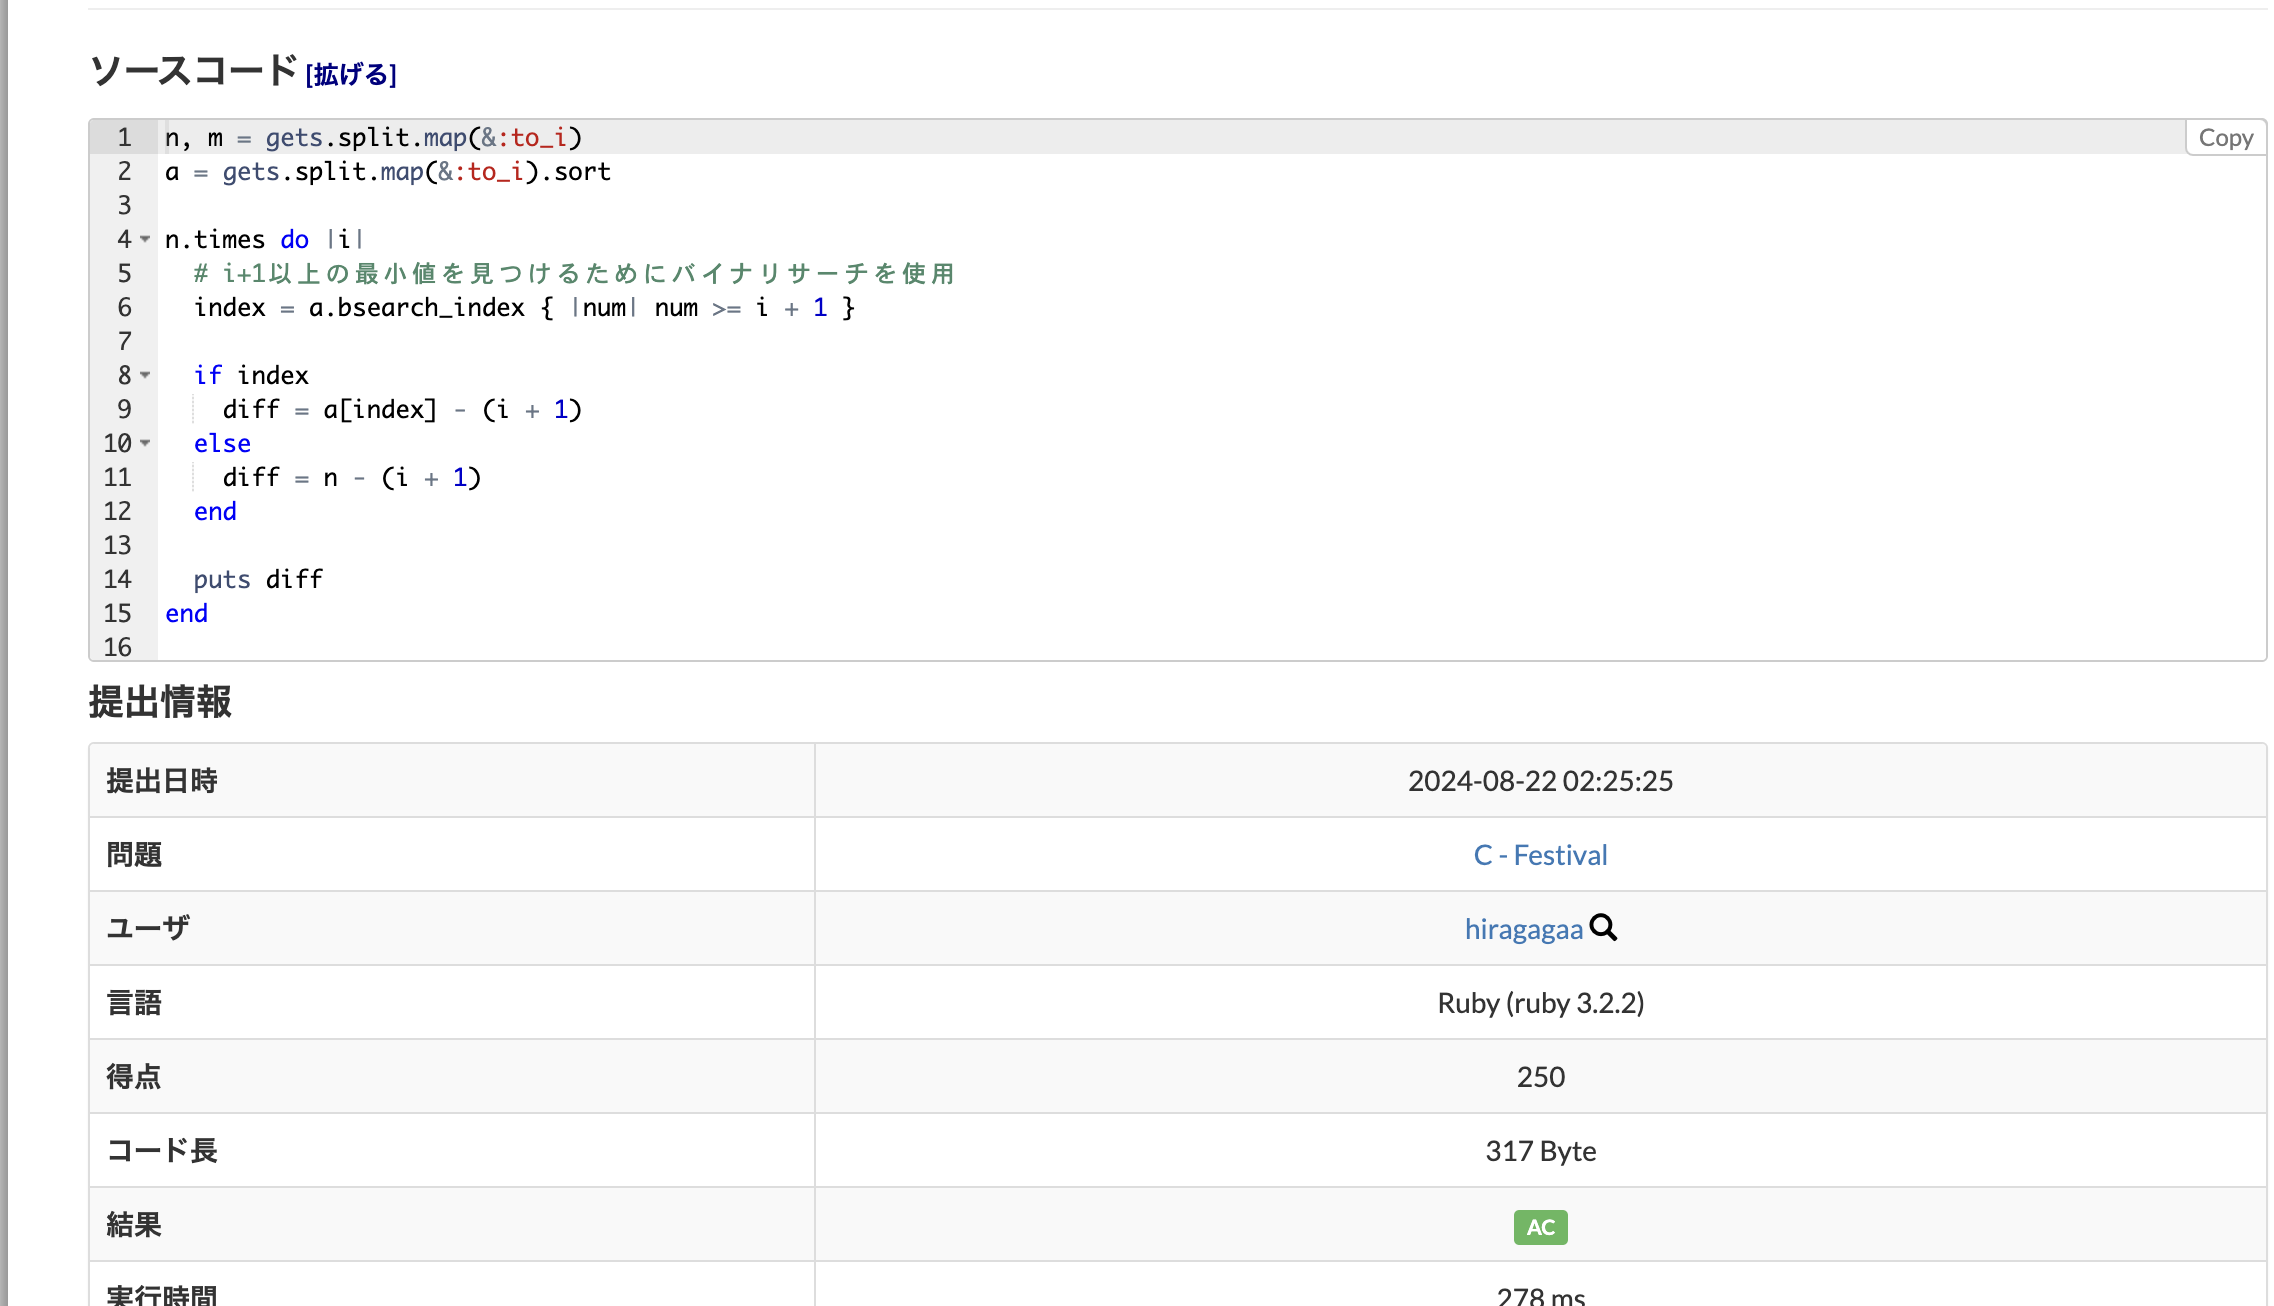 ソースコード [拡げる]
Copy
1 n, m = gets.split.map(&:to_i)
2 a = gets.split.map(&:to_i).sort
3
4 n.times do |i|
5   # i+1以上の最小値を見つけるためにバイナリサーチを使用
6   index = a.bsearch_index { |num| num >= i + 1 }
7
8   if index
9     diff = a[index] - (i + 1)
10   else
11     diff = n - (i + 1)
12   end
13
14   puts diff
15 end
16
提出情報
提出日時 2024-08-22 02:25:25
問題 C - Festival
ユーザ hiragagaa
言語 Ruby (ruby 3.2.2)
得点 250
コード長 317 Byte
結果 AC
実行時間 278 ms